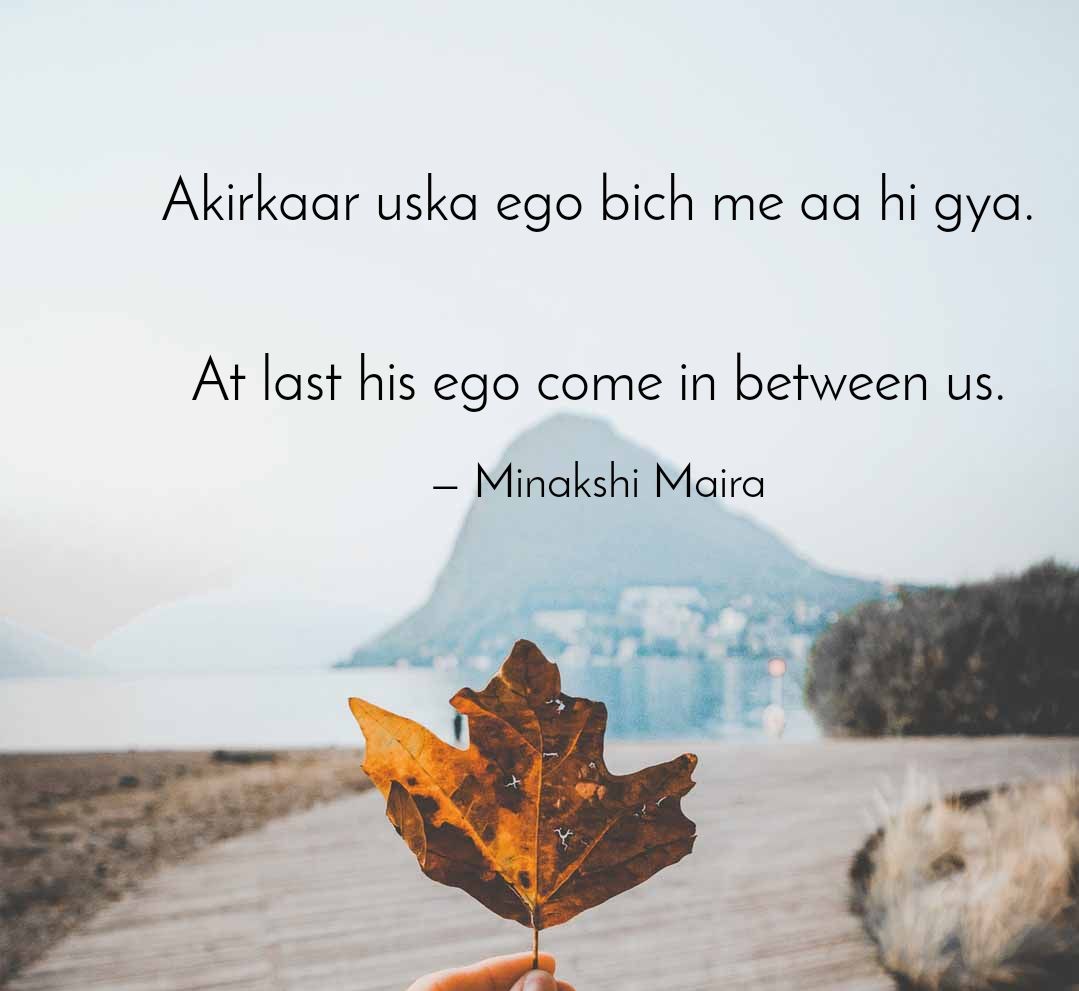 Akirkaar uska ego bich me aa hi gya.
At last his ego come in between us.
– Minakshi Maira